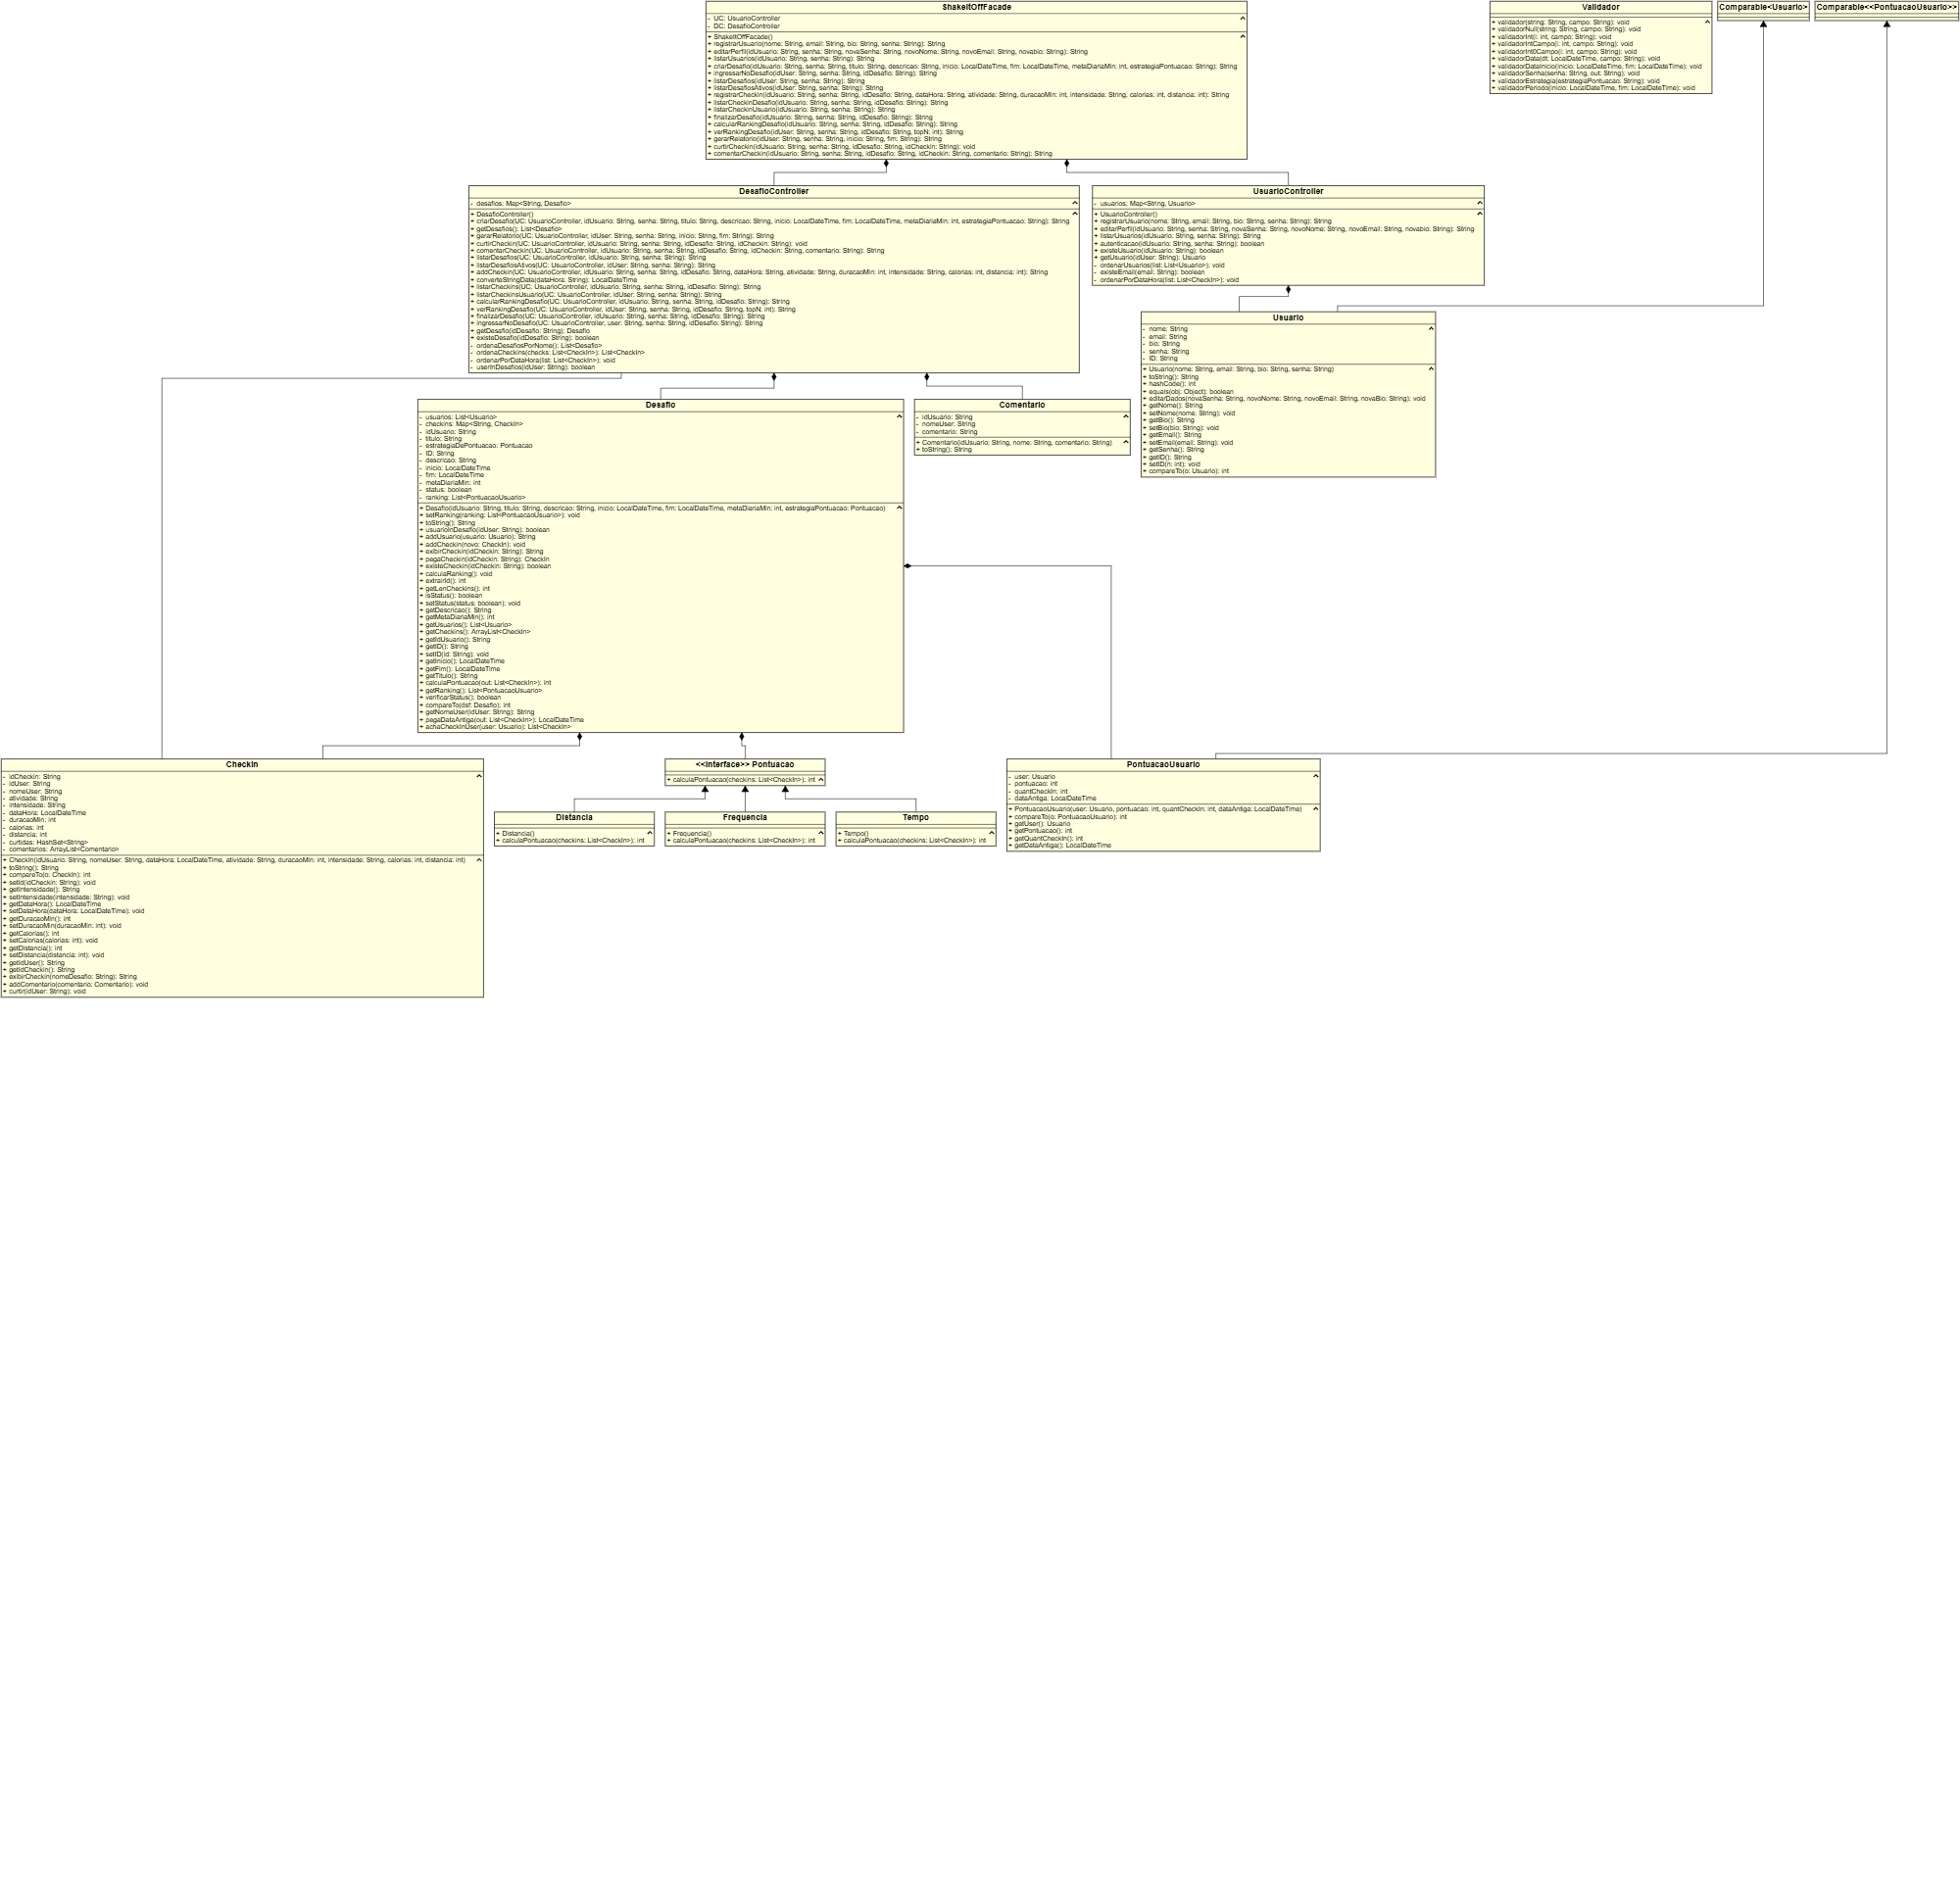 ShakeItOffFacade
- UC: UsuarioController
- DC: DesafioController
+ ShakeItOffFacade()
+ registrarUsuario(nome: String, email: String, bio: String, senha: String): String
+ editarPerfil(idUsuario: String, senha: String, novaSenha: String, novoNome: String, novoEmail: String, novabio: String): String
+ listarUsuarios(idUsuario: String, senha: String): String
+ criarDesafio(idUsuario: String, senha: String, titulo: String, descricao: String, inicio: LocalDateTime, fim: LocalDateTime, metaDiariaMin: int, estrategiaPontuacao: String): String
+ ingressarNoDesafio(idUser: String, senha: String, idDesafio: String): String
+ listarDesafios(idUser: String, senha: String): String
+ listarDesafiosAtivos(idUser: String, senha: String): String
+ registrarCheckin(idUsuario: String, senha: String, idDesafio: String, dataHora: String, atividade: String, duracaoMin: int, intensidade: String, calorias: int, distancia: int): String
+ listarCheckinDesafio(idUsuario: String, senha: String, idDesafio: String): String
+ listarCheckinUsuario(idUsuario: String, senha: String): String
+ finalizarDesafio(idUsuario: String, senha: String, idDesafio: String): String
+ calcularRankingDesafio(idUsuario: String, senha: String, idDesafio: String): String
+ verRankingDesafio(idUser: String, senha: String, idDesafio: String, topN: int): String
+ gerarRelatorio(idUser: String, senha: String, inicio: String, fim: String): String
+ curtirCheckin(idUsuario: String, senha: String, idDesafio: String, idCheckin: String): void
+ comentarCheckin(idUsuario: String, senha: String, idDesafio: String, idCheckin: String, comentario: String): String
Validador
+ validador(string: String, campo: String): void
+ validadorNull(string: String, campo: String): void
+ validadorInt(i: int, campo: String): void
+ validadorIntCampo(i: int, campo: String): void
+ validadorInt0Campo(i: int, campo: String): void
+ validadorData(dt: LocalDateTime, campo: String): void
+ validadorDataInicio(inicio: LocalDateTime, fim: LocalDateTime): void
+ validadorSenha(senha: String, out: String): void
+ validadorEstrategia(estrategiaPontuacao: String): void
+ validadorPeriodo(inicio: LocalDateTime, fim: LocalDateTime): void
Comparable<Usuario>
Comparable<<PontuacaoUsuario>>
DesafioController
- desafios: Map<String, Desafio>
+ DesafioController()
+ criarDesafio(UC: UsuarioController, idUsuario: String, senha: String, titulo: String, descricao: String, inicio: LocalDateTime, fim: LocalDateTime, metaDiariaMin: int, estrategiaPontuacao: String): String
+ getDesafios(): List<Desafio>
+ gerarRelatorio(UC: UsuarioController, idUser: String, senha: String, inicio: String, fim: String): String
+ curtirCheckin(UC: UsuarioController, idUsuario: String, senha: String, idDesafio: String, idCheckin: String): void
+ comentarCheckin(UC: UsuarioController, idUsuario: String, senha: String, idDesafio: String, idCheckin: String, comentario: String): String
+ listarDesafios(UC: UsuarioController, idUsuario: String, senha: String): String
+ listarDesafiosAtivos(UC: UsuarioController, idUser: String, senha: String): String
+ addCheckin(UC: UsuarioController, idUsuario: String, senha: String, idDesafio: String, dataHora: String, atividade: String, duracaoMin: int, intensidade: String, calorias: int, distancia: int): String
+ converteStringData(dataHora: String): LocalDateTime
+ listarCheckins(UC: UsuarioController, idUsuario: String, senha: String, idDesafio: String): String
+ listarCheckinsUsuario(UC: UsuarioController, idUser: String, senha: String): String
+ calcularRankingDesafio(UC: UsuarioController, idUsuario: String, senha: String, idDesafio: String): String
+ verRankingDesafio(UC: UsuarioController, idUser: String, senha: String, idDesafio: String, topN: int): String
+ finalizarDesafio(UC: UsuarioController, idUsuario: String, senha: String, idDesafio: String): String
+ ingressarNoDesafio(UC: UsuarioController, user: String, senha: String, idDesafio: String): String
+ getDesafio(idDesafio: String): Desafio
+ existeDesafio(idDesafio: String): boolean
- ordenaDesafiosPorNome(): List<Desafio>
- ordenaCheckins(checks: List<CheckIn>): List<CheckIn>
- ordenarPorDataHora(list: List<CheckIn>): void
- userInDesafios(idUser: String): boolean
UsuarioController
- usuarios: Map<String, Usuario>
+ UsuarioController()
+ registrarUsuario(nome: String, email: String, bio: String, senha: String): String
+ editarPerfil(idUsuario: String, senha: String, novaSenha: String, novoNome: String, novoEmail: String, novabio: String): String
+ listarUsuarios(idUsuario: String, senha: String): String
+ autenticacao(idUsuario: String, senha: String): boolean
+ existeUsuario(idUsuario: String): boolean
+ getUsuario(idUser: String): Usuario
- ordenarUsuarios(list: List<Usuario>): void
- existeEmail(email: String): boolean
- ordenarPorDataHora(list: List<CheckIn>): void
Usuario
- nome: String
- email: String
- bio: String
- senha: String
- ID: String
+ Usuario(nome: String, email: String, bio: String, senha: String)
+ toString(): String
+ hashCode(): int
+ equals(obj: Object): boolean
+ editarDados(novaSenha: String, novoNome: String, novoEmail: String, novaBio: String): void
+ getNome(): String
+ setNome(nome: String): void
+ getBio(): String
+ setBio(bio: String): void
+ getEmail(): String
+ setEmail(email: String): void
+ getSenha(): String
+ getID(): String
+ setID(n: int): void
+ compareTo(o: Usuario): int
Desafio
- usuarios: List<Usuario>
- checkins: Map<String, CheckIn>
- idUsuario: String
- titulo: String
- estrategiaDePontuacao: Pontuacao
- ID: String
- descricao: String
- inicio: LocalDateTime
- fim: LocalDateTime
- metaDiariaMin: int
- status: boolean
- ranking: List<PontuacaoUsuario>
+ Desafio(idUsuario: String, titulo: String, descricao: String, inicio: LocalDateTime, fim: LocalDateTime, metaDiariaMin: int, estrategiaPontuacao: Pontuacao)
+ setRanking(ranking: List<PontuacaoUsuario>): void
+ toString(): String
+ usuarioInDesafio(idUser: String): boolean
+ addUsuario(usuario: Usuario): String
+ addCheckin(novo: CheckIn): void
+ exibirCheckin(idCheckin: String): String
+ pegaCheckin(idCheckin: String): CheckIn
+ existeCheckin(idCheckin: String): boolean
+ calculaRanking(): void
+ extrairId(): int
+ getLenCheckins(): int
+ isStatus(): boolean
+ setStatus(status: boolean): void
+ getDescricao(): String
+ getMetaDiariaMin(): int
+ getUsuarios(): List<Usuario>
+ getCheckins(): ArrayList<CheckIn>
+ getIdUsuario(): String
+ getID(): String
+ setID(id: String): void
+ getInicio(): LocalDateTime
+ getFim(): LocalDateTime
+ getTitulo(): String
+ calculaPontuacao(out: List<CheckIn>): int
+ getRanking(): List<PontuacaoUsuario>
+ verificarStatus(): boolean
+ compareTo(dsf: Desafio): int
+ getNomeUser(idUser: String): String
+ pegaDataAntiga(out: List<CheckIn>): LocalDateTime
+ achaCheckInUser(user: Usuario): List<CheckIn>
Comentario
- idUsuario: String
- nomeUser: String
- comentario: String
+ Comentario(idUsuario: String, nome: String, comentario: String)
+ toString(): String
CheckIn
- idCheckin: String
- idUser: String
- nomeUser: String
- atividade: String
- intensidade: String
- dataHora: LocalDateTime
- duracaoMin: int
- calorias: int
- distancia: int
- curtidas: HashSet<String>
- comentarios: ArrayList<Comentario>
+ CheckIn(idUsuario: String, nomeUser: String, dataHora: LocalDateTime, atividade: String, duracaoMin: int, intensidade: String, calorias: int, distancia: int)
+ toString(): String
+ compareTo(o: CheckIn): int
+ setId(idCheckin: String): void
+ getIntensidade(): String
+ setIntensidade(intensidade: String): void
+ getDataHora(): LocalDateTime
+ setDataHora(dataHora: LocalDateTime): void
+ getDuracaoMin(): int
+ setDuracaoMin(duracaoMin: int): void
+ getCalorias(): int
+ setCalorias(calorias: int): void
+ getDistancia(): int
+ setDistancia(distancia: int): void
+ getIdUser(): String
+ getIdCheckin(): String
+ exibirCheckin(nomeDesafio: String): String
+ addComentario(comentario: Comentario): void
+ curtir(idUser: String): void
<<Interface>> Pontuacao
+ calculaPontuacao(checkins: List<CheckIn>): int
Distancia
+ Distancia()
+ calculaPontuacao(checkins: List<CheckIn>): int
Frequencia
+ Frequencia()
+ calculaPontuacao(checkins: List<CheckIn>): int
Tempo
+ Tempo()
+ calculaPontuacao(checkins: List<CheckIn>): int
PontuacaoUsuario
- user: Usuario
- pontuacao: int
- quantCheckIn: int
- dataAntiga: LocalDateTime
+ PontuacaoUsuario(user: Usuario, pontuacao: int, quantCheckIn: int, dataAntiga: LocalDateTime)
+ compareTo(o: PontuacaoUsuario): int
+ getUser(): Usuario
+ getPontuacao(): int
+ getQuantCheckIn(): int
+ getDataAntiga(): LocalDateTime